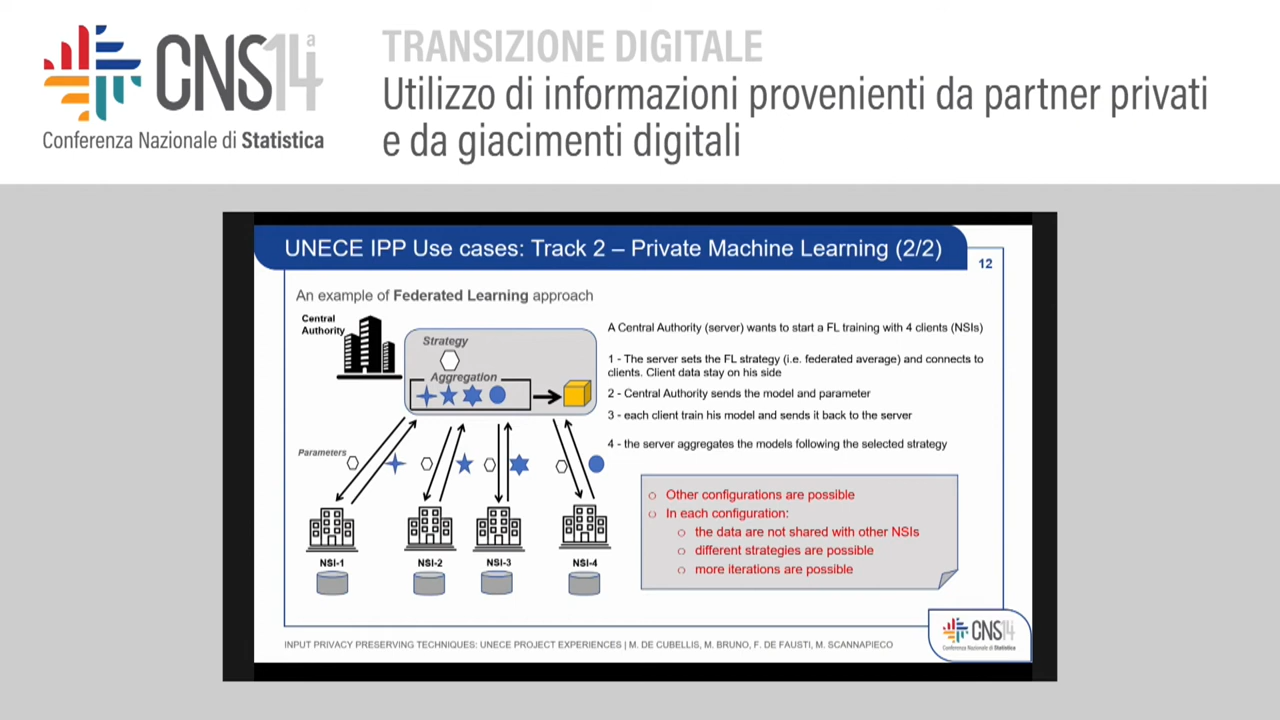 CNS14a
Conferenza Nazionale di Statistica
TRANSIZIONE DIGITALE
Utilizzo di informazioni provenienti da partner privati
e da giacimenti digitali
UNECE IPP Use cases: Track 2 – Private Machine Learning (2/2)
12
An example of Federated Learning approach
Central
Authority
Strategy
Aggregation
Parameters
NSI-1
NSI-2
NSI-3
NSI-4
A Central Authority (server) wants to start a FL training with 4 clients (NSIs)
1 - The server sets the FL strategy (i.e. federated average) and connects to
clients. Client data stay on his side
2 - Central Authority sends the model and parameter
3 - each client train his model and sends it back to the server
4 - the server aggregates the models following the selected strategy
Other configurations are possible
In each configuration:
the data are not shared with other NSIs
different strategies are possible
more iterations are possible
INPUT PRIVACY PRESERVING TECHNIQUES: UNECE PROJECT EXPERIENCES | M. DE CUBELLIS, M. BRUNO, F. DE FAUSTI, M. SCANNAPIECO
CNS14
Conferenza Nazionale di Statistica